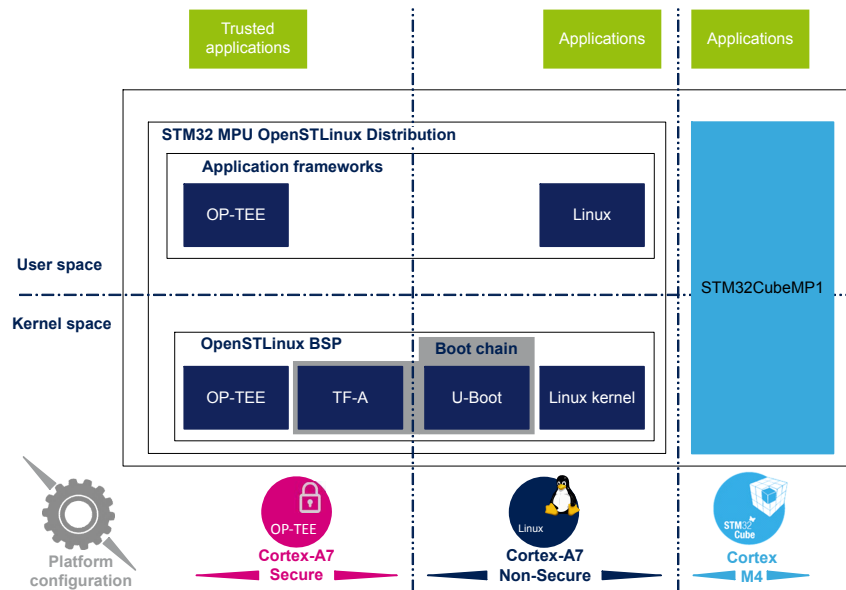 Trusted
applications
Applications
Applications
STM32 MPU OpenSTLinux Distribution
Application frameworks
OP-TEE
Linux
User space
STM32CubeMP1
Kernel space
OpenSTLinux BSP
Boot chain
OP-TEE
TF-A
U-Boot
Linux kernel
OP-TEE
Linux
STM32
Cube
Platform
configuration
Cortex-A7
Secure
Cortex-A7
Non-Secure
Cortex
M4